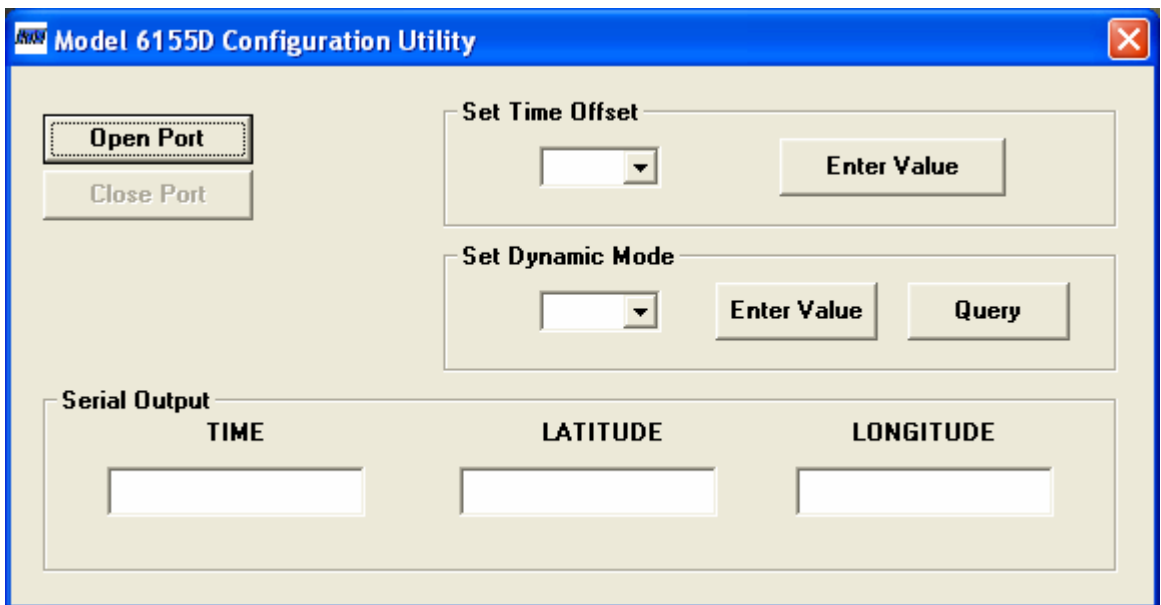 Model 6155D Configuration Utility
Open Port
Close Port
Set Time Offset
Enter Value
Set Dynamic Mode
Enter Value Query
Serial Output
TIME LATITUDE LONGITUDE